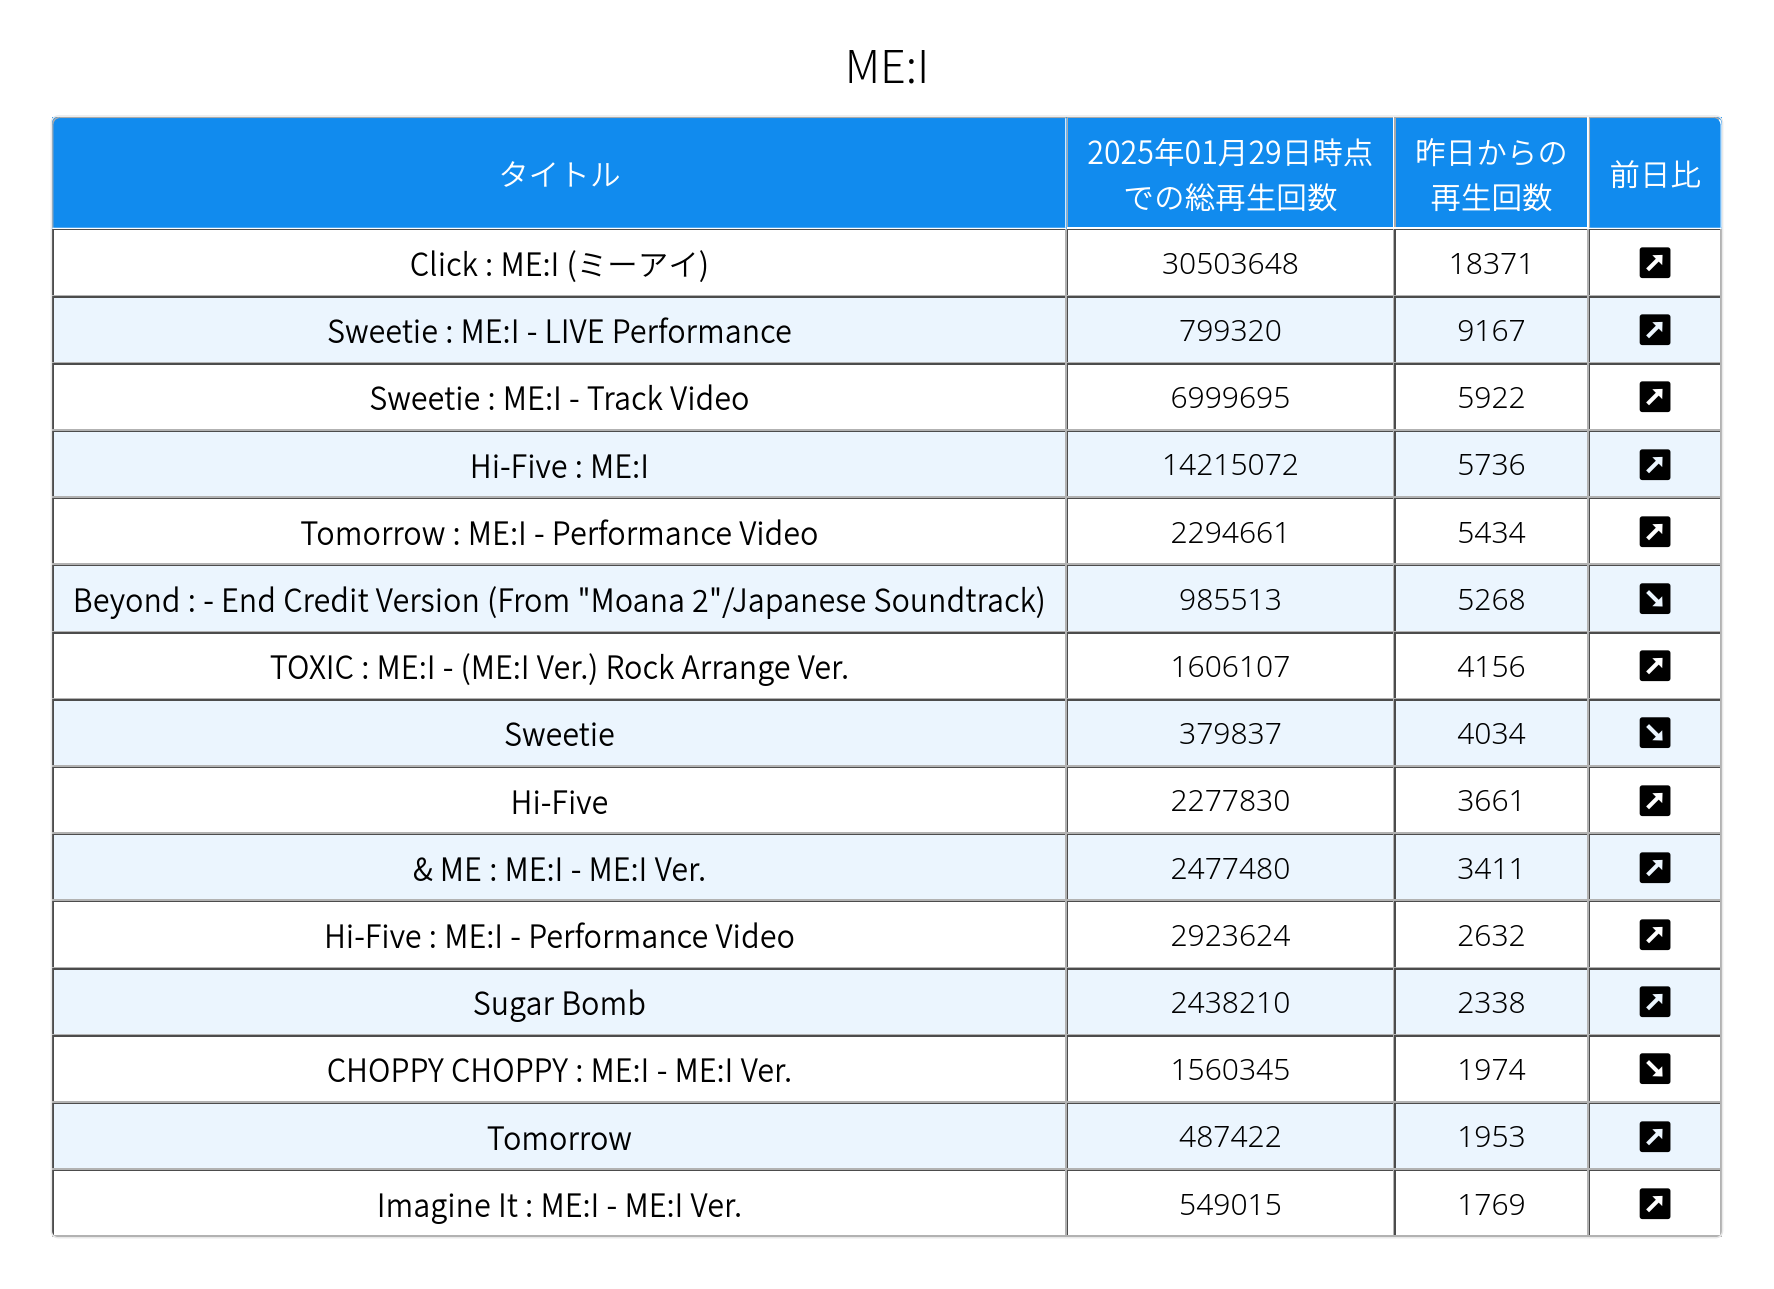 ME:I
タイトル
2025年01月29日時点
での総再生回数
昨日からの
再生回数
前日比
Click : ME:I (ミーアイ) 30503648 18371
Sweetie : ME:I - LIVE Performance 799320 9167
Sweetie : ME:I - Track Video 6999695 5922
Hi-Five : ME:I 14215072 5736
Tomorrow : ME:I - Performance Video 2294661 5434
Beyond : - End Credit Version (From "Moana 2"/Japanese Soundtrack) 985513 5268
TOXIC : ME:I - (ME:I Ver.) Rock Arrange Ver. 1606107 4156
Sweetie 379837 4034
Hi-Five 2277830 3661
& ME : ME:I - ME:I Ver. 2477480 3411
Hi-Five : ME:I - Performance Video 2923624 2632
Sugar Bomb 2438210 2338
CHOPPY CHOPPY : ME:I - ME:I Ver. 1560345 1974
Tomorrow 487422 1953
Imagine It : ME:I - ME:I Ver. 549015 1769